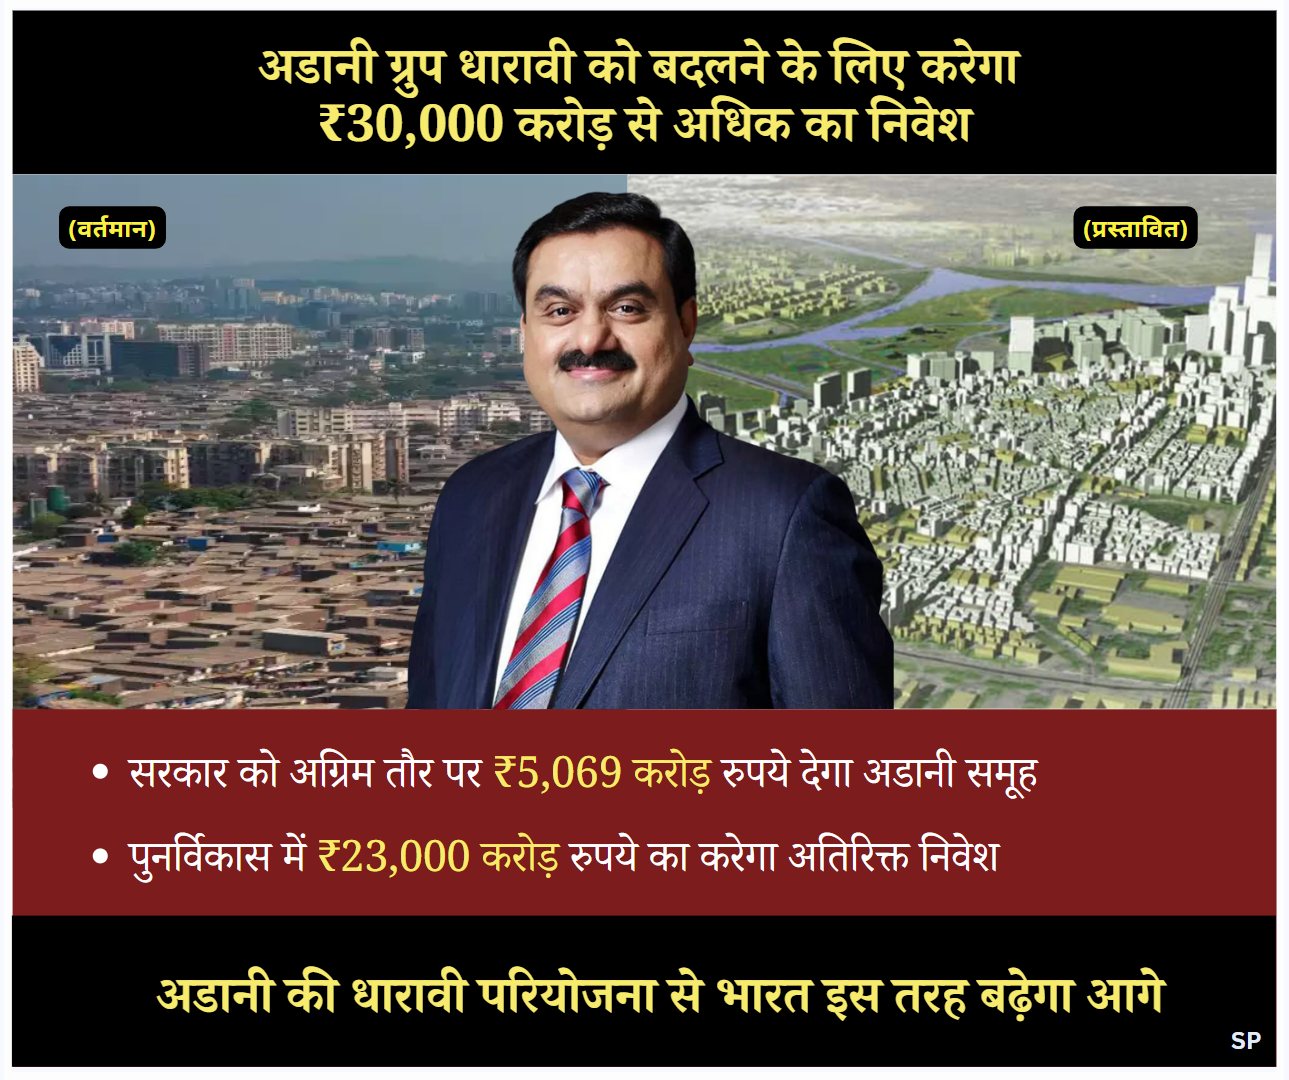 अडानी ग्रुप धारावी को बदलने के लिए करेगा
₹30,000 करोड़ से अधिक का निवेश
(वर्तमान)
(प्रस्तावित)
• सरकार को अग्रिम तौर पर ₹5,069 करोड़ रुपये देगा अडानी समूह
• पुनर्विकास में ₹23,000 करोड़ रुपये का करेगा अतिरिक्त निवेश
अडानी की धारावी परियोजना से भारत इस तरह बढ़ेगा आगे
SP